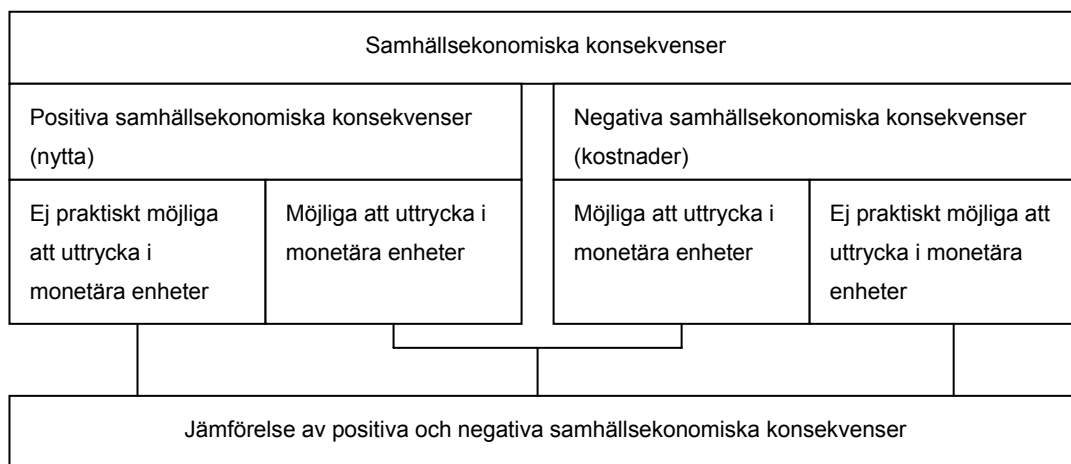 Samhällsekonomiska konsekvenser
Positiva samhällsekonomiska konsekvenser
(nytta)
Negativa samhällsekonomiska konsekvenser
(kostnader)
Ej praktiskt möjliga
att uttrycka i
monetära enheter
Möjliga att uttrycka i
monetära enheter
Möjliga att uttrycka i
monetära enheter
Ej praktiskt möjliga att
uttrycka i monetära
enheter
Jämförelse av positiva och negativa samhällsekonomiska konsekvenser